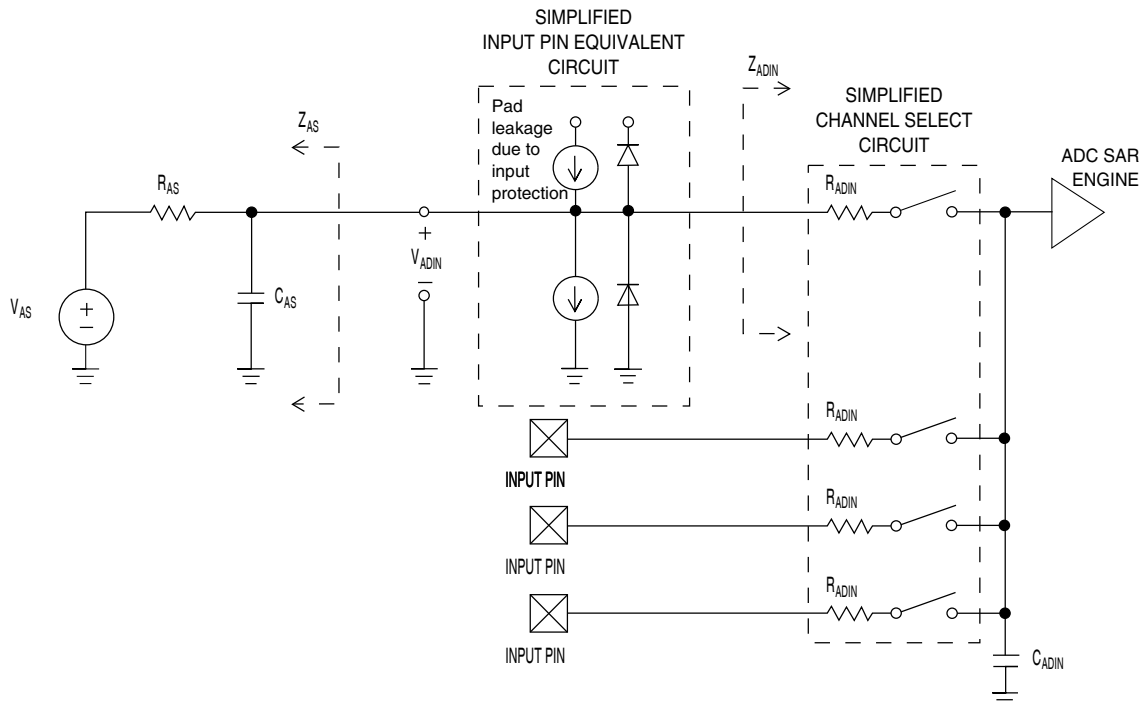 SIMPLIFIED
INPUT PIN EQUIVALENT
CIRCUIT
Pad
leakage
due to
input
protection
Z_ADIN
SIMPLIFIED
CHANNEL SELECT
CIRCUIT
ADC SAR
ENGINE
Z_AS
R_AS
R_ADIN
+
V_ADIN
−
V_AS
+
−
C_AS
R_ADIN
INPUT PIN
R_ADIN
INPUT PIN
R_ADIN
INPUT PIN
C_ADIN